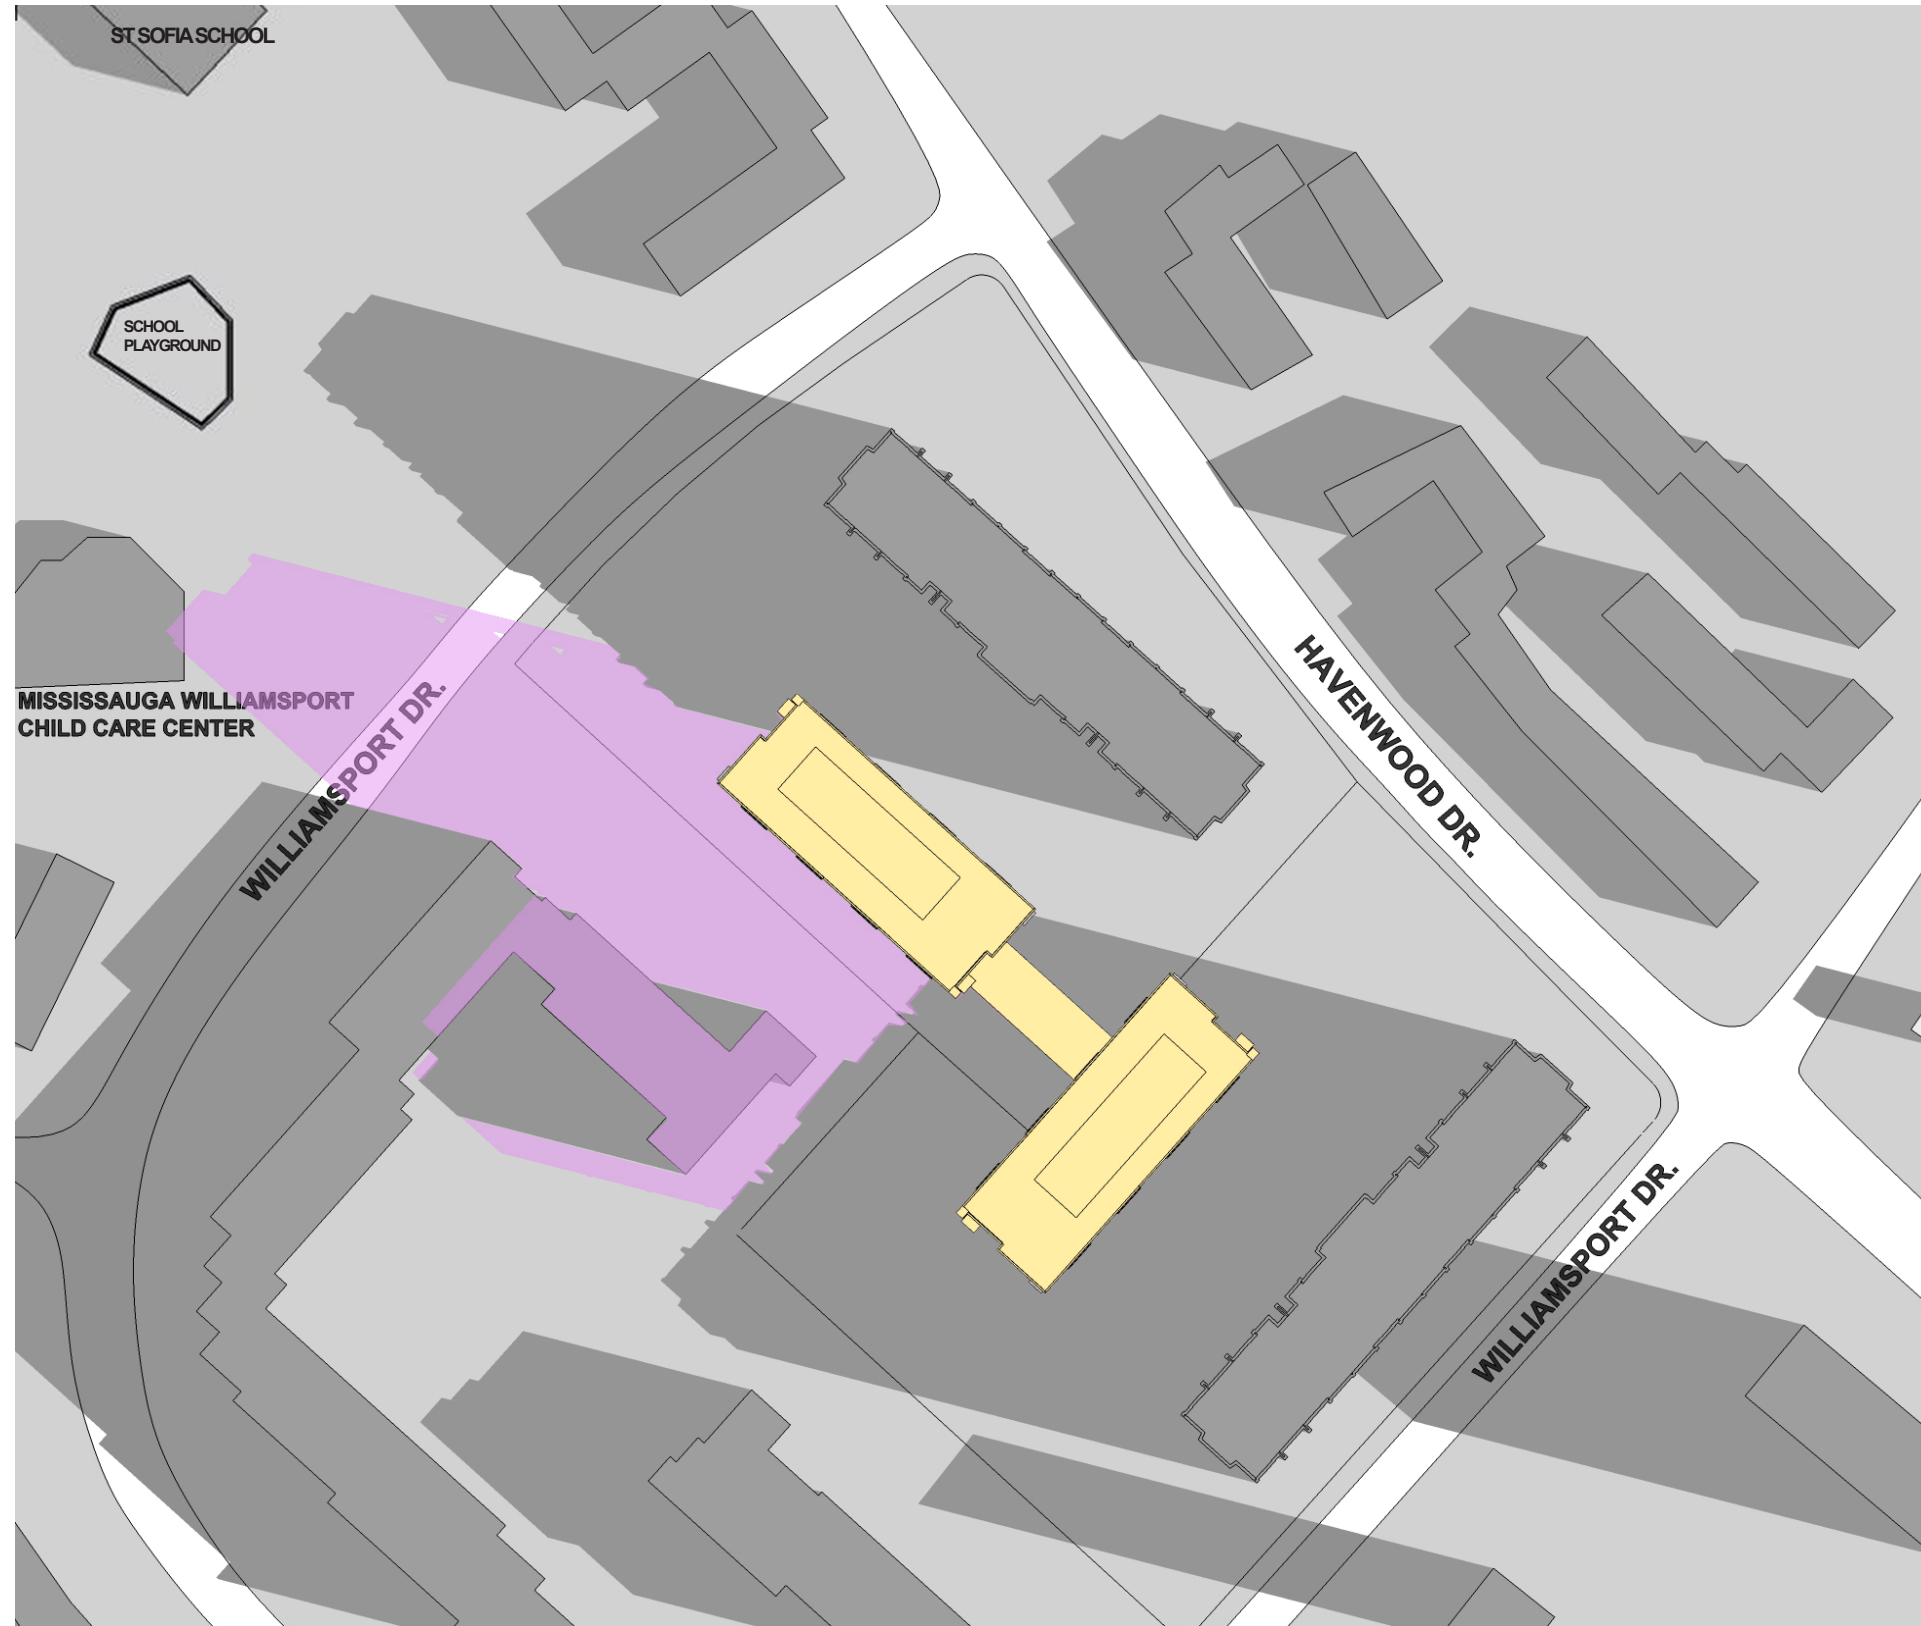 ST SOFIA SCHOOL
SCHOOL
PLAYGROUND
HAVENWOOD DR.
MISSISSAUGA WILLIAMSPORT
CHILD CARE CENTER
WILLIAMSPORT DR.
WILLIAMSPORT DR.